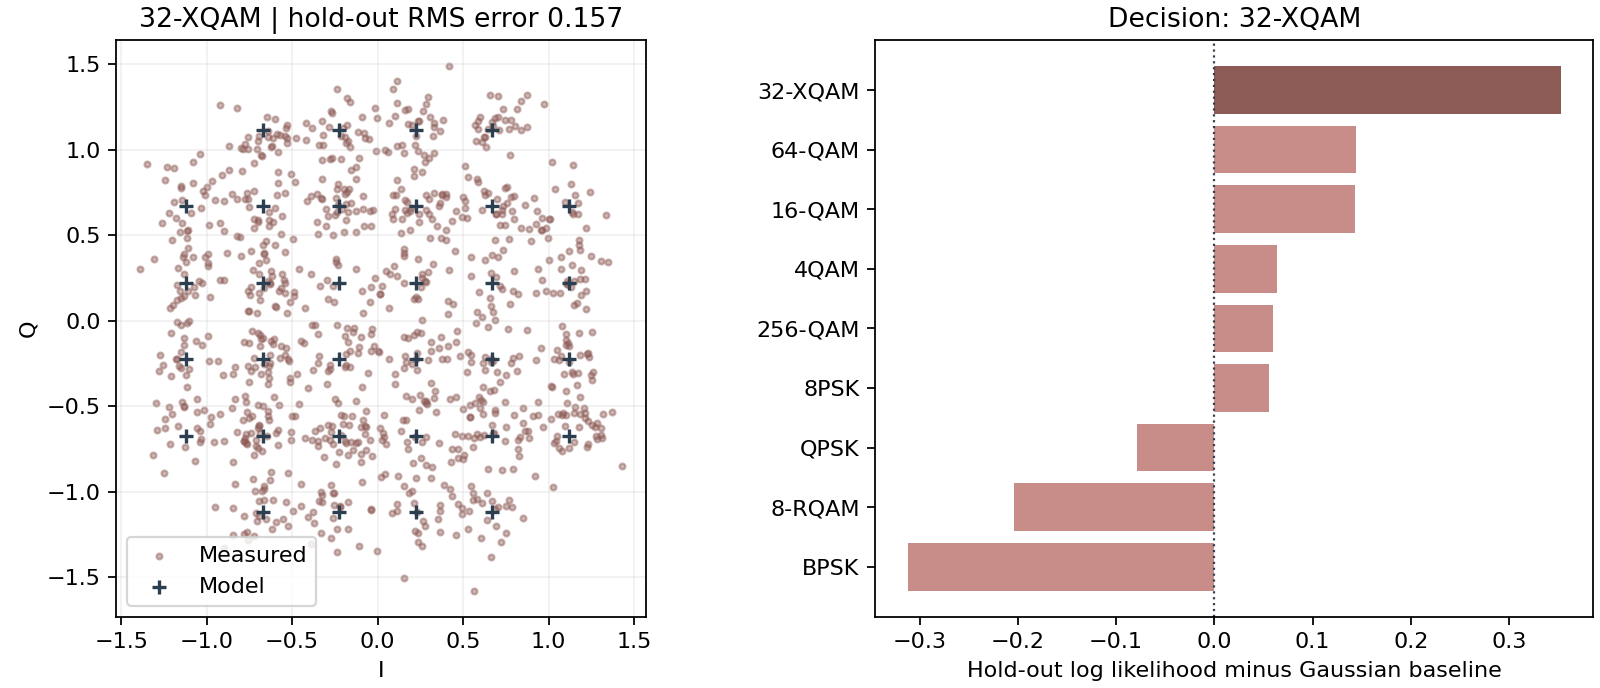 32-XQAM | hold-out RMS error 0.157
1.5
1.0
0.5
0.0
−0.5
−1.0
−1.5
Q
Measured
Model
−1.5
−1.0
−0.5
0.0
0.5
1.0
1.5
I
Decision: 32-XQAM
32-XQAM
64-QAM
16-QAM
4QAM
256-QAM
8PSK
QPSK
8-RQAM
BPSK
−0.3
−0.2
−0.1
0.0
0.1
0.2
0.3
Hold-out log likelihood minus Gaussian baseline